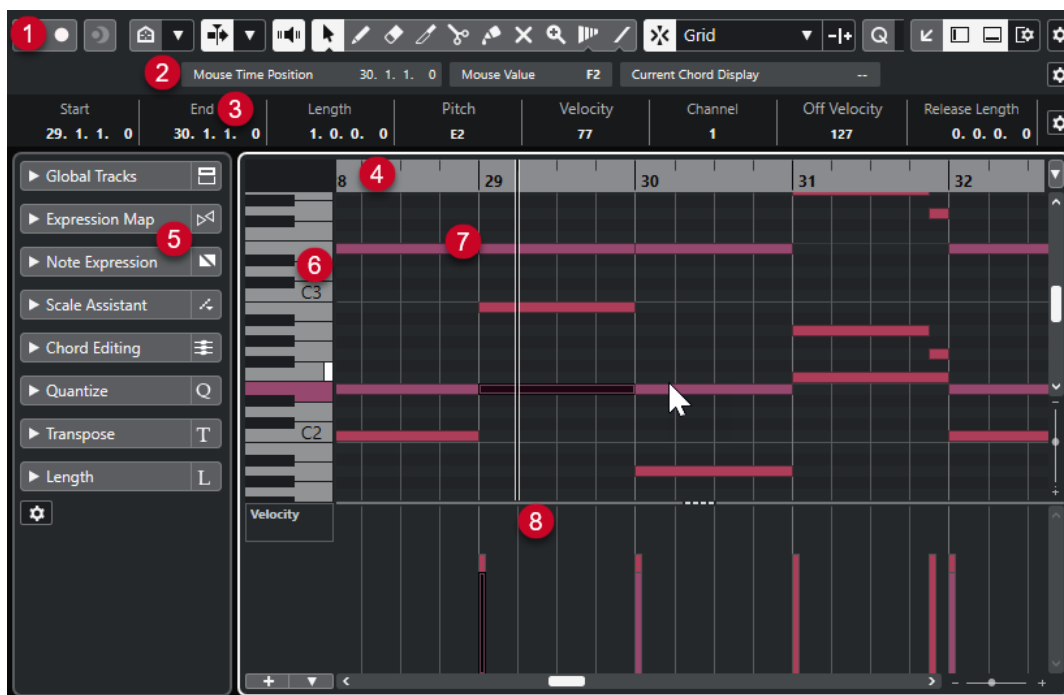 1
Grid
Q
2
Mouse Time Position 30. 1. 1. 0 Mouse Value F2 Current Chord Display --
Start End 3 Length Pitch Velocity Channel Off Velocity Release Length
29. 1. 1. 0 30. 1. 1. 0 1. 0. 0. 0 E2 77 1 127 0. 0. 0. 0
Global Tracks
Expression Map
5
Note Expression
Scale Assistant
Chord Editing
Quantize Q
Transpose T
Length L
8 4 29 30 31 32
7
6
C3
C2
8
Velocity